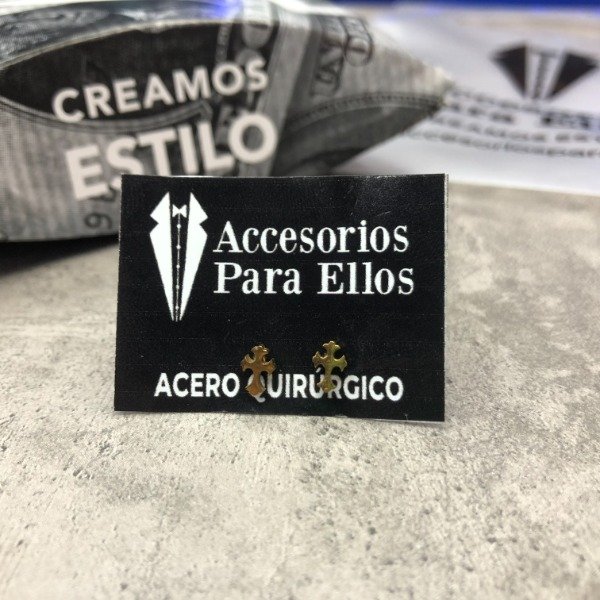 CREAMOS
ESTILO
Accesorios
Para Ellos
ACERO QUIRÚRGICO